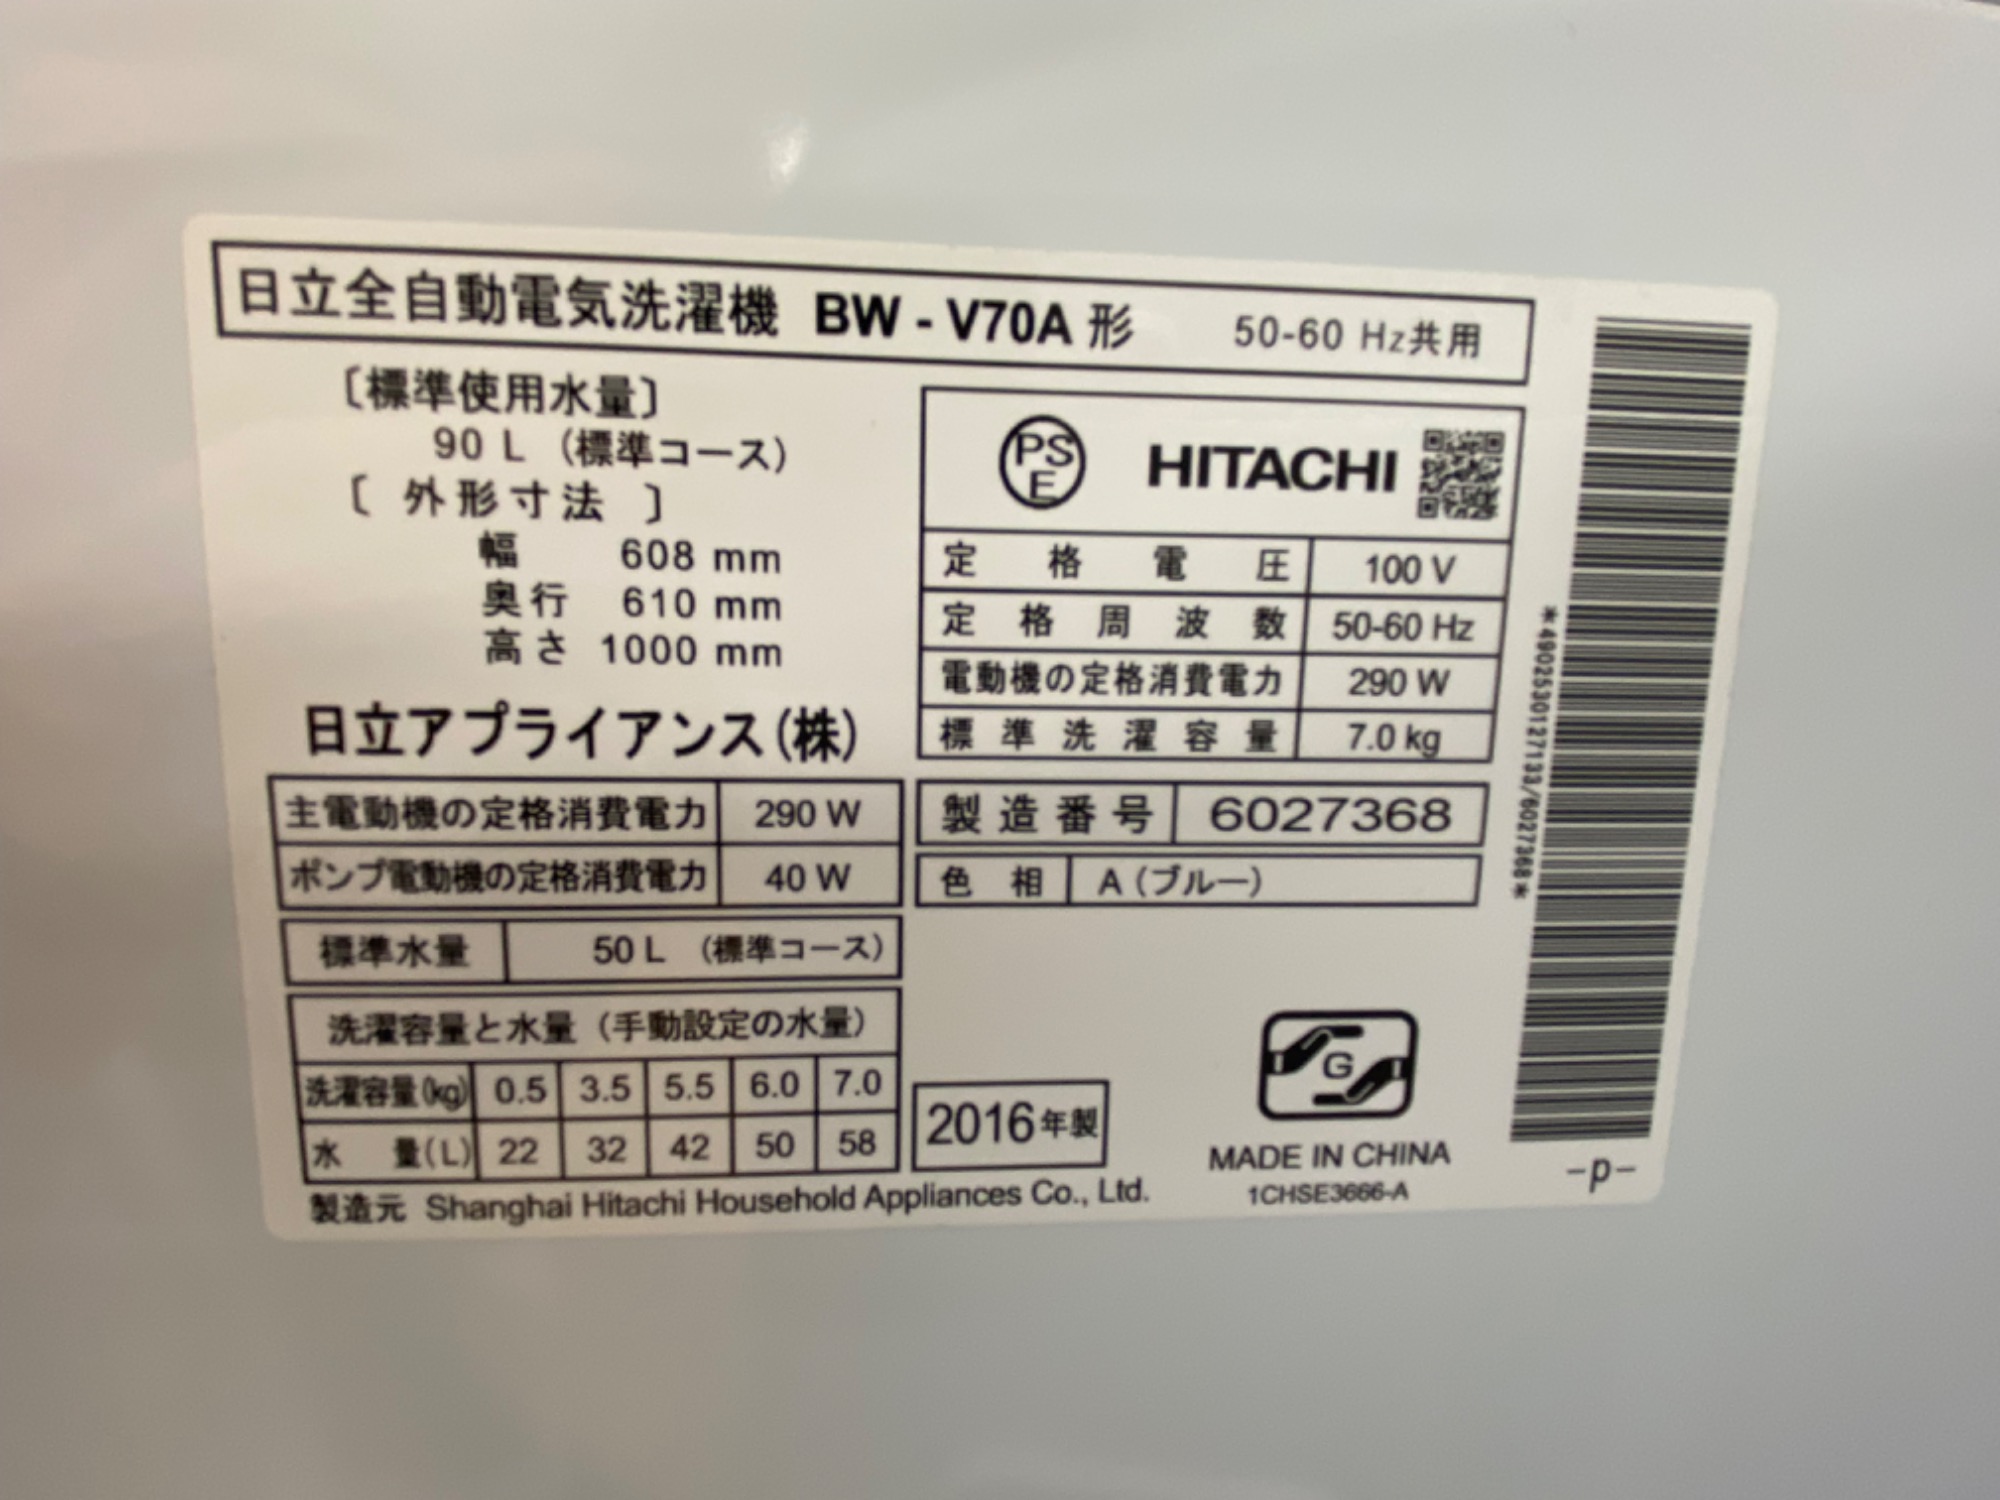 日立全自動電気洗濯機 BW-V70A 形 50-60 Hz共用
〔標準使用水量〕
90 L (標準コース)
〔 外形寸法 〕
幅 608 mm
奥行 610 mm
高さ 1000 mm
日立アプライアンス(株)
主電動機の定格消費電力 290 W
ポンプ電動機の定格消費電力 40 W
標準水量 50 L (標準コース)
洗濯容量と水量 (手動設定の水量)
洗濯容量(kg) 0.5 3.5 5.5 6.0 7.0
水 量(L) 22 32 42 50 58
製造元 Shanghai Hitachi Household Appliances Co., Ltd.
PS
E
HITACHI
定格電圧 100 V
定格周波数 50-60 Hz
電動機の定格消費電力 290 W
標準洗濯容量 7.0 kg
製造番号 6027368
色相 A (ブルー)
2016年製
G
MADE IN CHINA
1CHSE3666-A
*4902530127133/6027368*
-p-